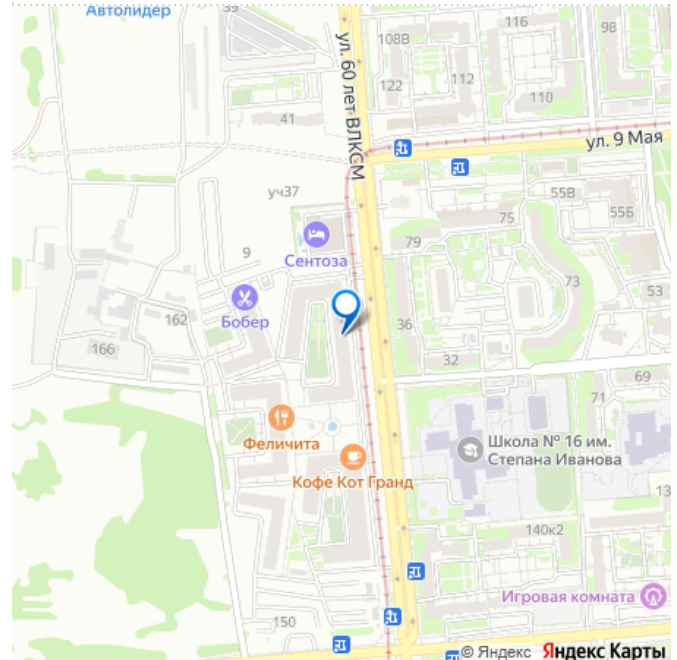 Автолидер
39
116
98
108В
112
122
110
41
ул. 60 лет ВЛКСМ
ул. 9 Мая
уч37
55В
55Б
75
79
9
Сентоза
73
53
Бобер
162
36
166
32
69
71
Феличита
Школа № 16 им.
Степана Иванова
Кофе Кот Гранд
13
140к2
Игровая комната
150
© Яндекс Яндекс Карты